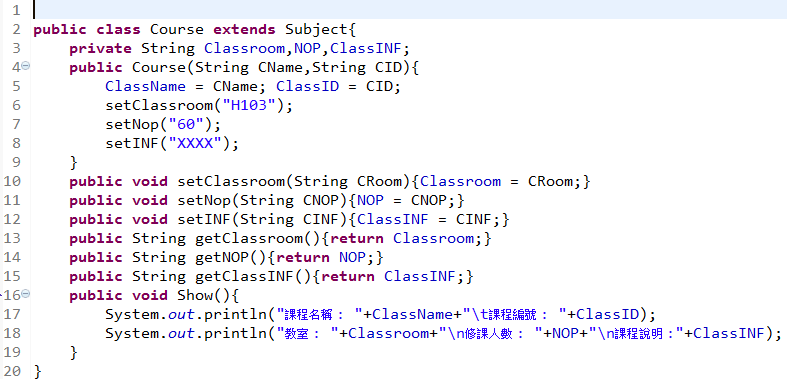 1
2 public class Course extends Subject{
3     private String Classroom,NOP,ClassINF;
4     public Course(String CName,String CID){
5         ClassName = CName; ClassID = CID;
6         setClassroom("H103");
7         setNop("60");
8         setINF("XXXX");
9     }
10     public void setClassroom(String CRoom){Classroom = CRoom;}
11     public void setNop(String CNOP){NOP = CNOP;}
12     public void setINF(String CINF){ClassINF = CINF;}
13     public String getClassroom(){return Classroom;}
14     public String getNOP(){return NOP;}
15     public String getClassINF(){return ClassINF;}
16     public void Show(){
17         System.out.println("課程名稱： "+ClassName+"\t課程編號： "+ClassID);
18         System.out.println("教室： "+Classroom+"\n修課人數： "+NOP+"\n課程說明："+ClassINF);
19     }
20 }